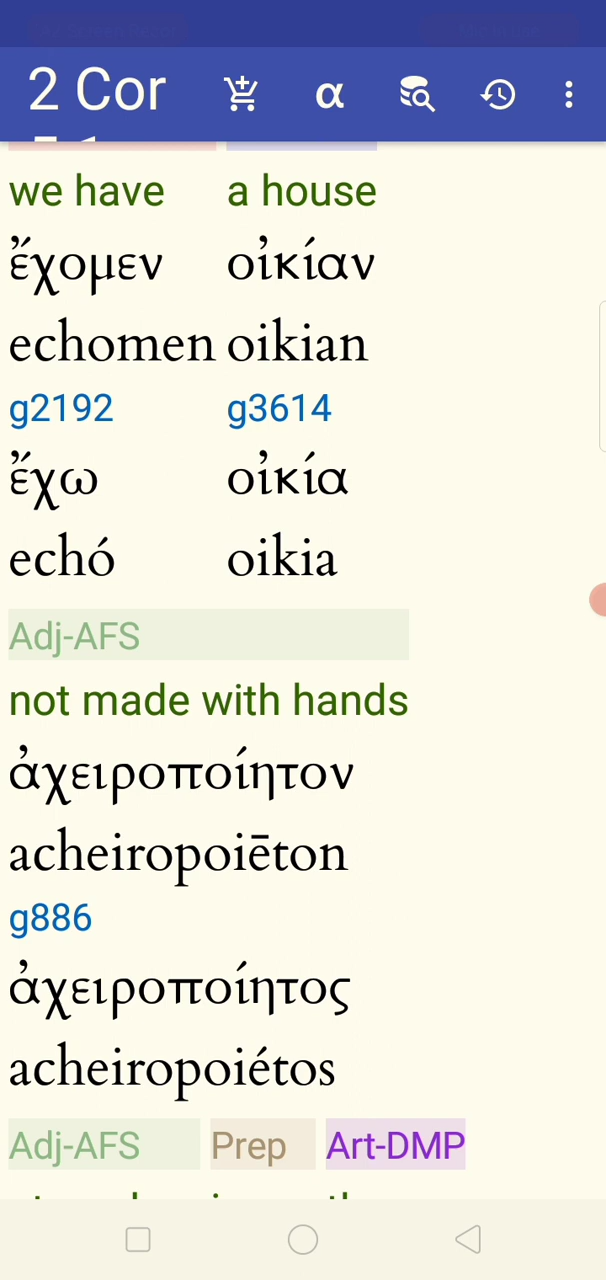 2 Cor
α
we have a house
ἔχομεν οἰκίαν
echomen oikian
g2192 g3614
ἔχω οἰκία
echó oikia
Adj-AFS
not made with hands
ἀχειροποίητον
acheiropoiēton
g886
ἀχειροποίητος
acheiropoiétos
Adj-AFS Prep Art-DMP